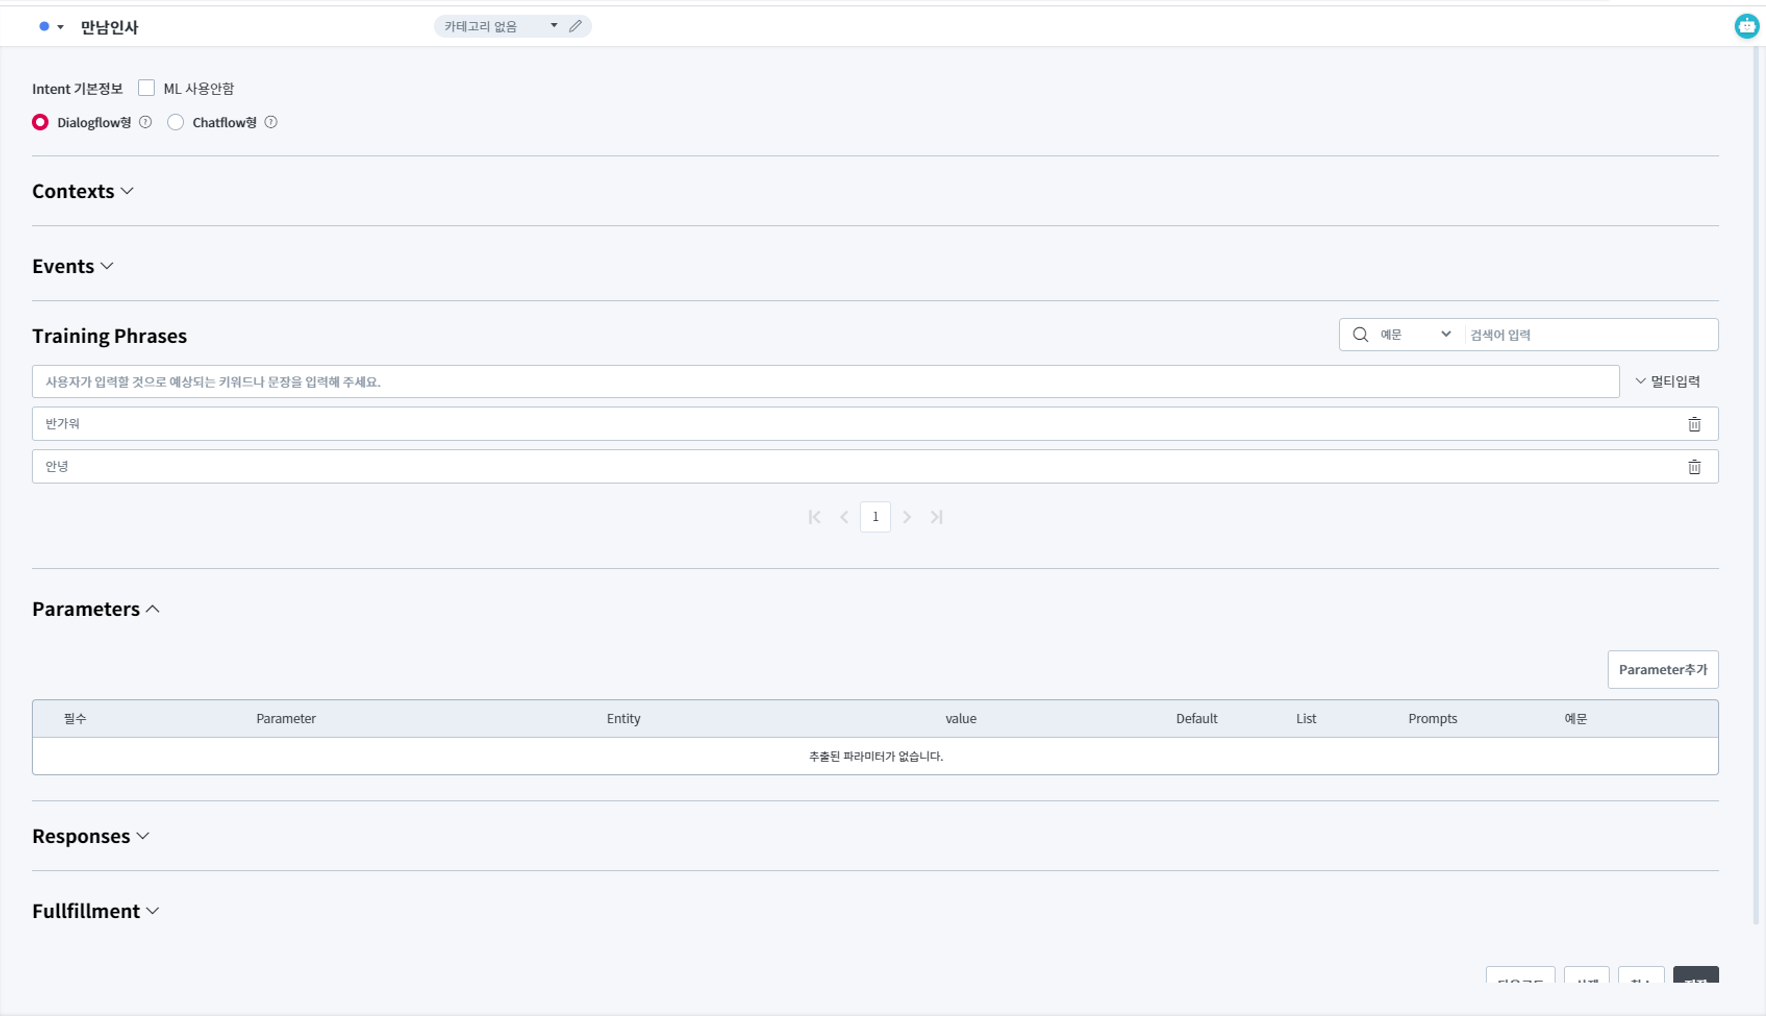 만남인사
카테고리 없음
Intent 기본정보 ML 사용안함
Dialogflow형 ? Chatflow형 ?
Contexts
Events
Training Phrases
예문 검색어 입력
사용자가 입력할 것으로 예상되는 키워드나 문장을 입력해 주세요.
멀티입력
반가워
안녕
1
Parameters
Parameter추가
필수 Parameter Entity value Default List Prompts 예문
추출된 파라미터가 없습니다.
Responses
Fullfillment